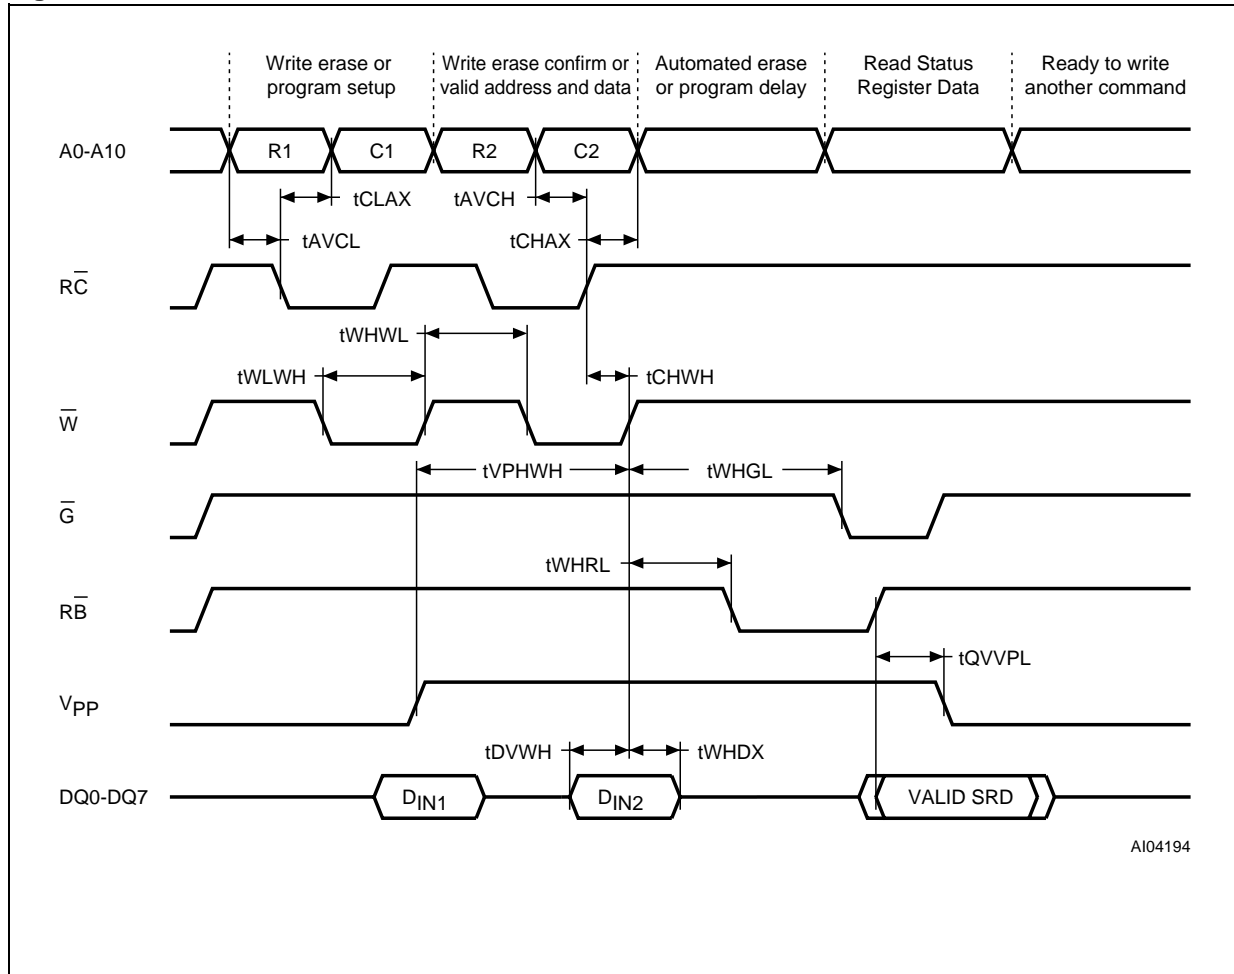 Write erase or
program setup
Write erase confirm or
valid address and data
Automated erase
or program delay
Read Status
Register Data
Ready to write
another command
A0-A10
R1
C1
R2
C2
tCLAX
tAVCH
tAVCL
tCHAX
RC̅
tWHWL
tWLWH
tCHWH
W̅
tVPHWH
tWHGL
G̅
tWHRL
RB̅
tQVVPL
VPP
tDVWH
tWHDX
DQ0-DQ7
DIN1
DIN2
VALID SRD
AI04194